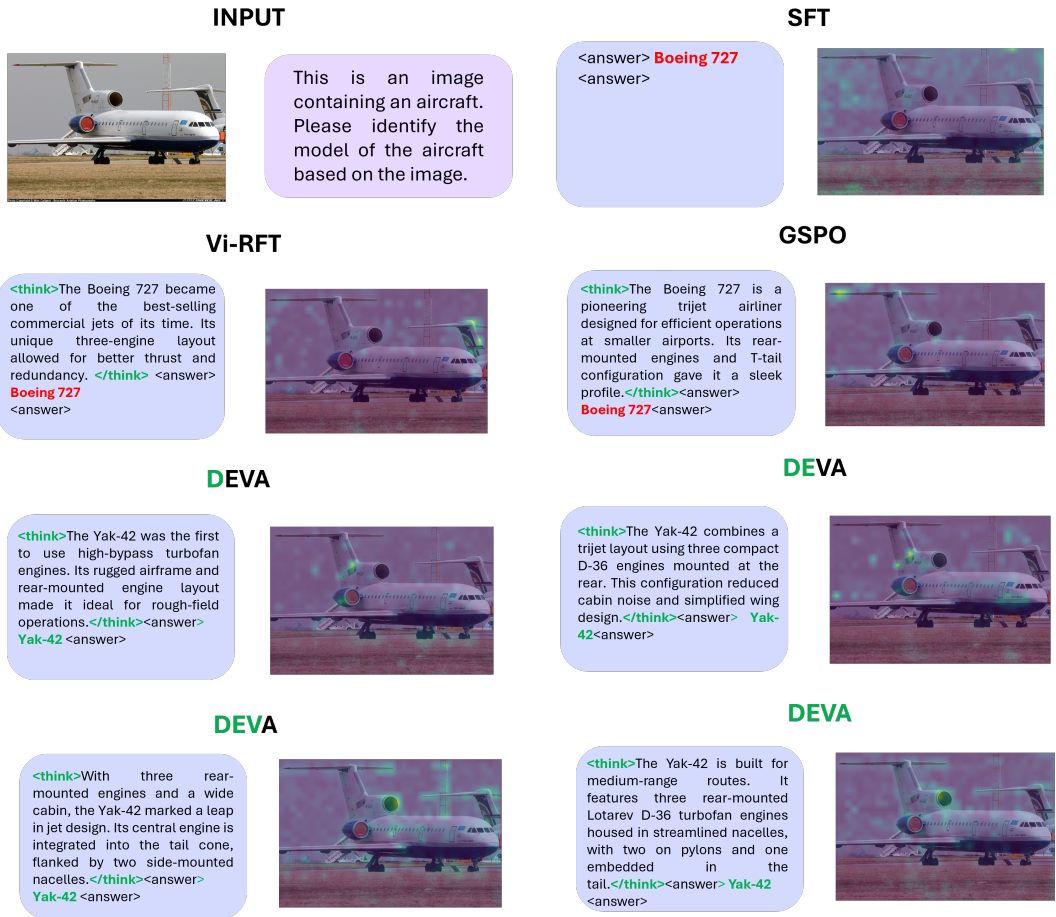 INPUT
This is an image
containing an aircraft.
Please identify the
model of the aircraft
based on the image.
SFT
<answer> Boeing 727
<answer>
Vi-RFT
<think>The Boeing 727 became
one of the best-selling
commercial jets of its time. Its
unique three-engine layout
allowed for better thrust and
redundancy. </think> <answer>
Boeing 727
<answer>
GSPO
<think>The Boeing 727 is a
pioneering trijet airliner
designed for efficient operations
at smaller airports. Its rear-
mounted engines and T-tail
configuration gave it a sleek
profile.</think><answer>
Boeing 727<answer>
DEVA
<think>The Yak-42 was the first
to use high-bypass turbofan
engines. Its rugged airframe and
rear-mounted engine layout
made it ideal for rough-field
operations.</think><answer>
Yak-42 <answer>
DEVA
<think>The Yak-42 combines a
trijet layout using three compact
D-36 engines mounted at the
rear. This configuration reduced
cabin noise and simplified wing
design.</think><answer> Yak-
42<answer>
DEVA
<think>With three rear-
mounted engines and a wide
cabin, the Yak-42 marked a leap
in jet design. Its central engine is
integrated into the tail cone,
flanked by two side-mounted
nacelles.</think><answer>
Yak-42 <answer>
DEVA
<think>The Yak-42 is built for
medium-range routes. It
features three rear-mounted
Lotarev D-36 turbofan engines
housed in streamlined nacelles,
with two on pylons and one
embedded in the
tail.</think><answer> Yak-42
<answer>